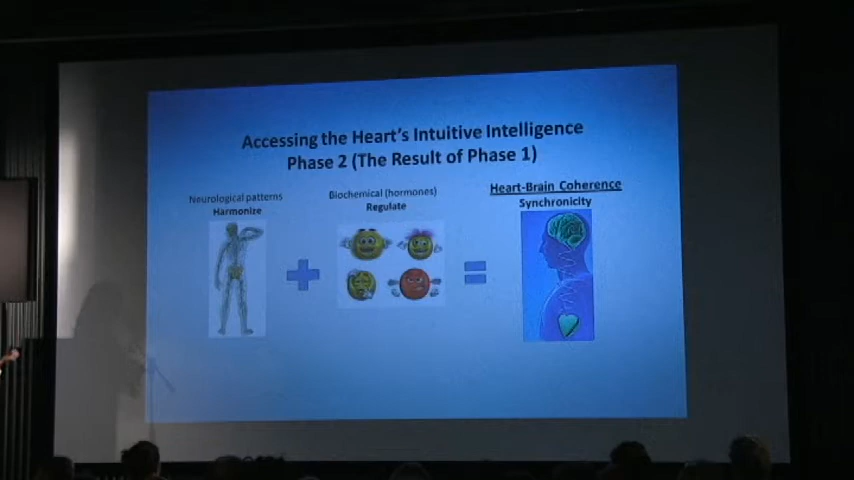 Accessing the Heart's Intuitive Intelligence
Phase 2 (The Result of Phase 1)
Neurological patterns
Harmonize
Biochemical (hormones)
Regulate
Heart-Brain Coherence
Synchronicity